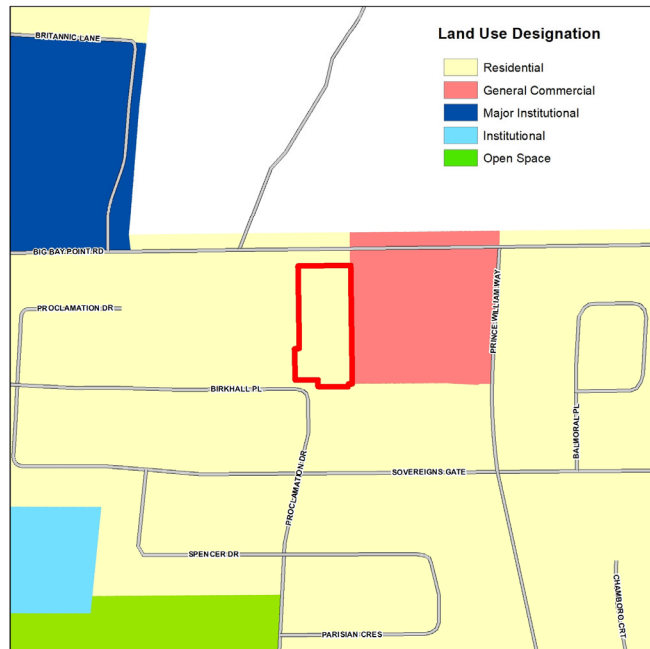 Land Use Designation
Residential
General Commercial
Major Institutional
Institutional
Open Space
BRITANNIC LANE
BIG BAY POINT RD
PROCLAMATION DR
PRINCE WILLIAM WAY
BIRKHALL PL
BALMORAL PL
PROCLAMATION DR
SOVEREIGNS GATE
SPENCER DR
CHAMBORD CRT
PARISIAN CRES